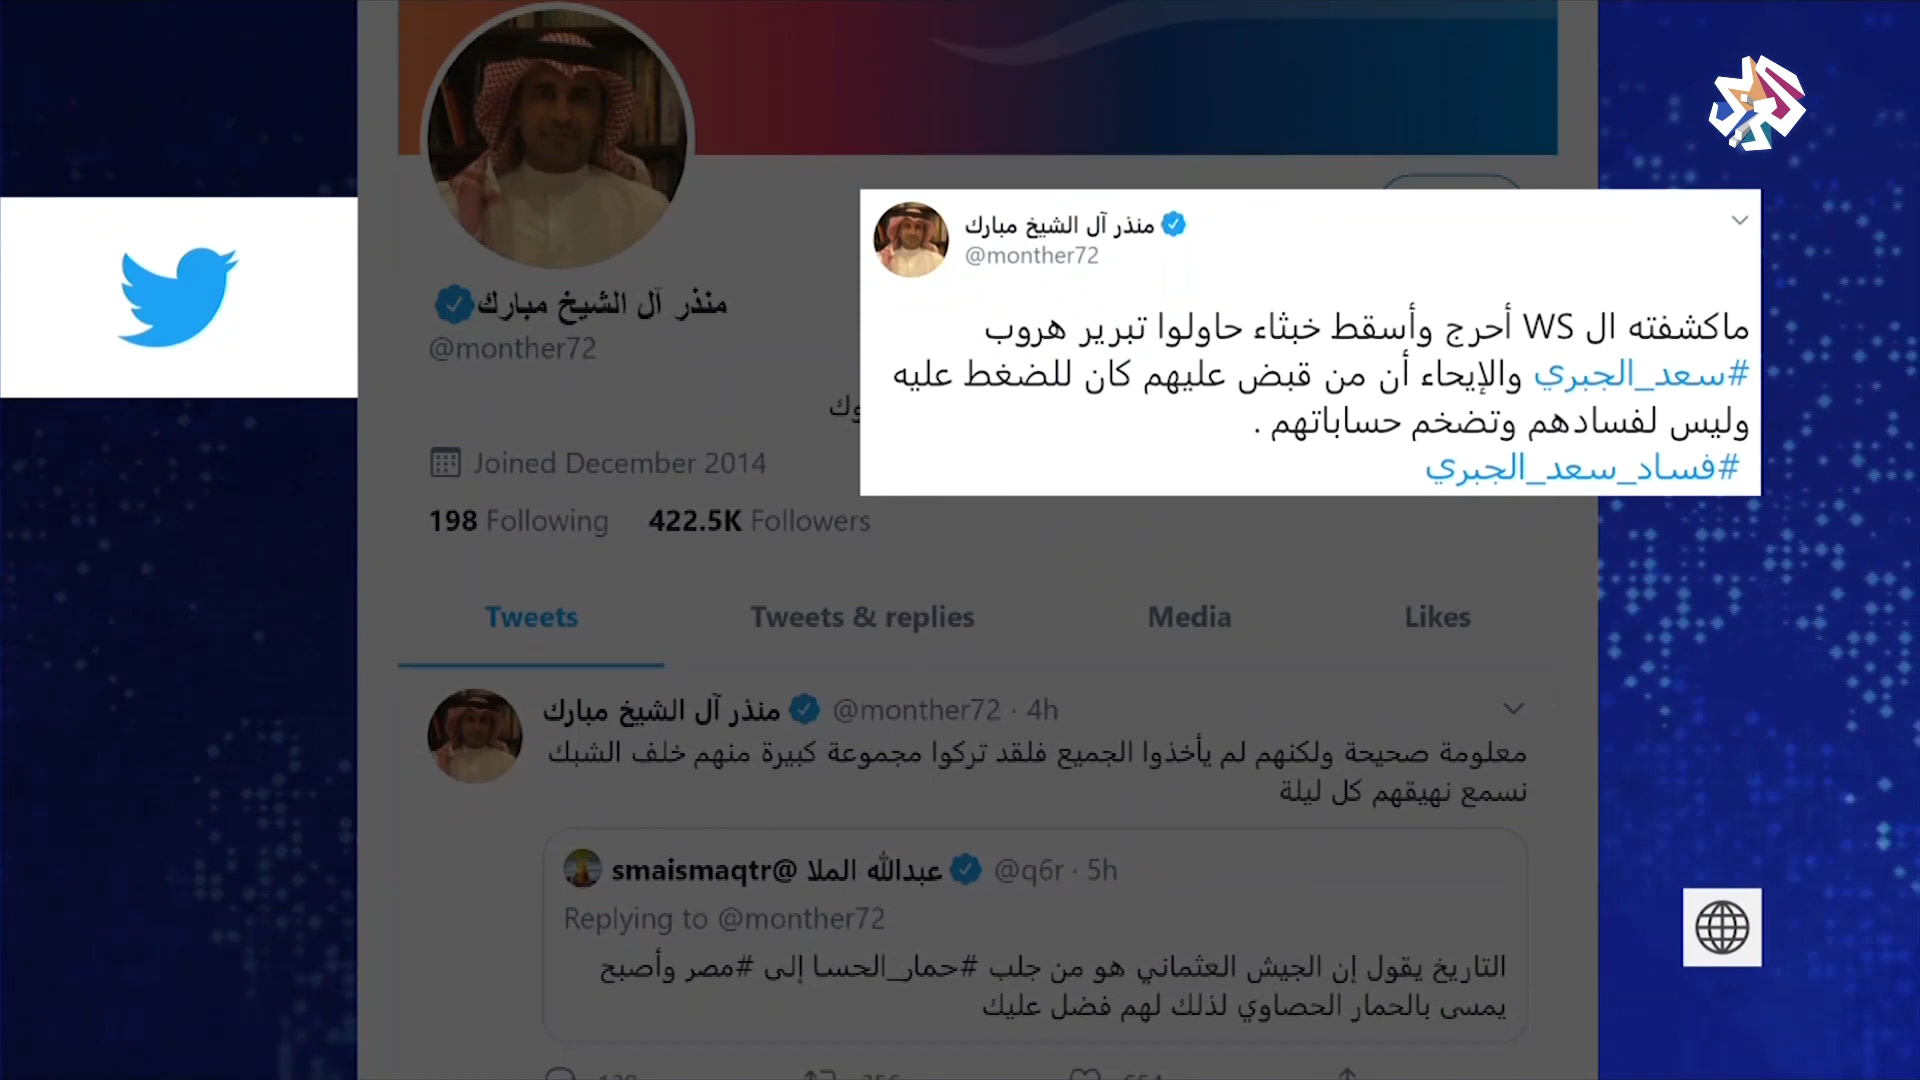 منذر آل الشيخ مبارك
@monther72
ماكشفته ال WS أحرج وأسقط خبثاء حاولوا تبرير هروب
#سعد_الجبري والإيحاء أن من قبض عليهم كان للضغط عليه
وليس لفسادهم وتضخم حساباتهم .
#فساد_سعد_الجبري
منذر آل الشيخ مبارك
@monther72
Joined December 2014
198 Following 422.5K Followers
Tweets Tweets & replies Media Likes
منذر آل الشيخ مبارك @monther72 · 4h
معلومة صحيحة ولكنهم لم يأخذوا الجميع فلقد تركوا مجموعة كبيرة منهم خلف الشبك
نسمع نهيقهم كل ليلة
عبدالله الملا @smaismaqtr @q6r · 5h
Replying to @monther72
التاريخ يقول إن الجيش العثماني هو من جلب #حمار_الحسا إلى #مصر وأصبح
يمسى بالحمار الحصاوي لذلك لهم فضل عليك